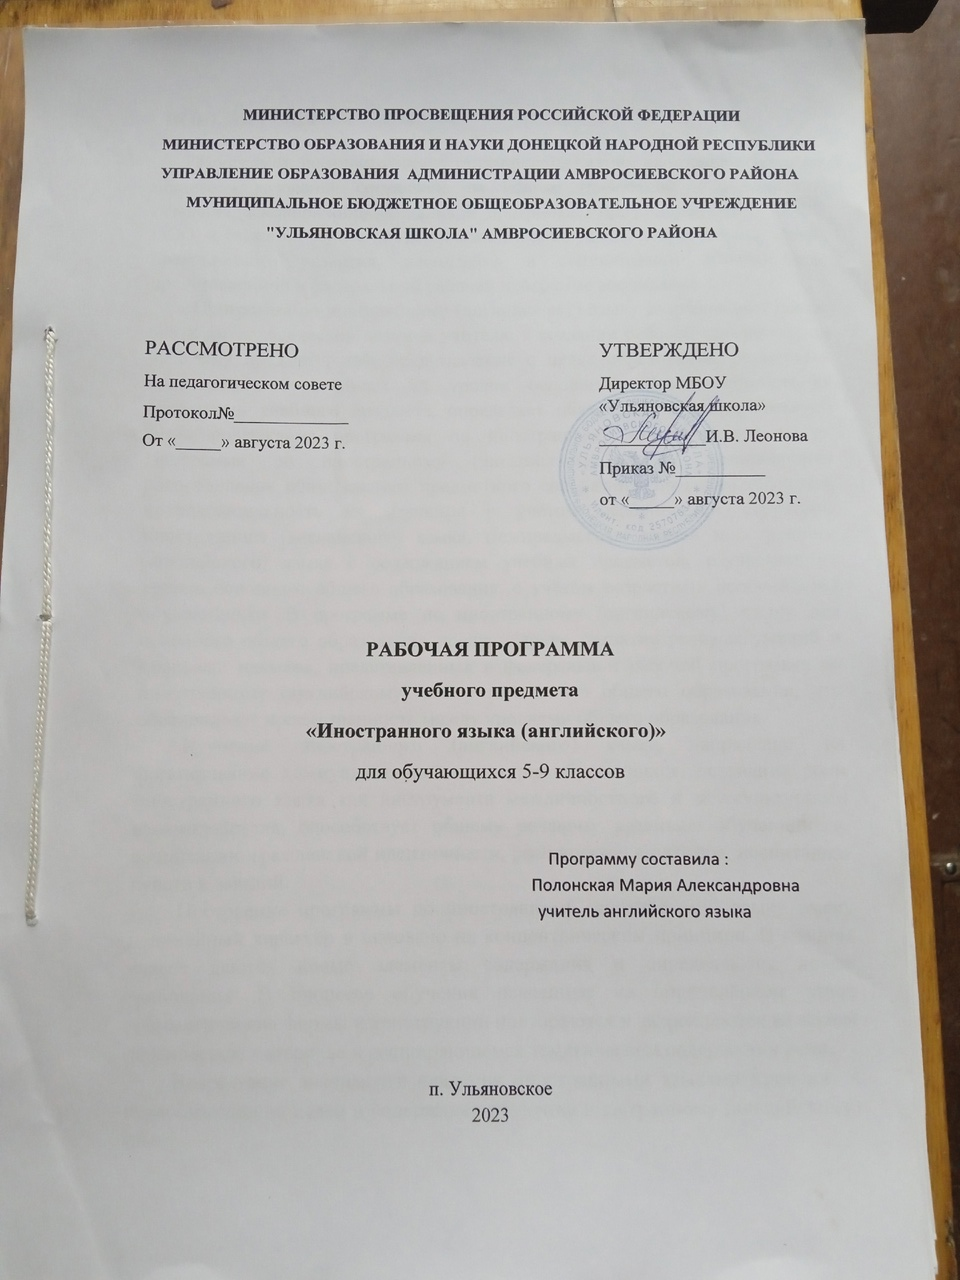 МИНИСТЕРСТВО ПРОСВЕЩЕНИЯ РОССИЙСКОЙ ФЕДЕРАЦИИ
МИНИСТЕРСТВО ОБРАЗОВАНИЯ И НАУКИ ДОНЕЦКОЙ НАРОДНОЙ РЕСПУБЛИКИ
УПРАВЛЕНИЕ ОБРАЗОВАНИЯ АДМИНИСТРАЦИИ АМВРОСИЕВСКОГО РАЙОНА
МУНИЦИПАЛЬНОЕ БЮДЖЕТНОЕ ОБЩЕОБРАЗОВАТЕЛЬНОЕ УЧРЕЖДЕНИЕ
"УЛЬЯНОВСКАЯ ШКОЛА" АМВРОСИЕВСКОГО РАЙОНА
РАССМОТРЕНО
На педагогическом совете
Протокол№_____________
От «_____» августа 2023 г.
УТВЕРЖДЕНО
Директор МБОУ
«Ульяновская школа»
____________И.В. Леонова
Приказ №__________
от «_____» августа 2023 г.
РАБОЧАЯ ПРОГРАММА
учебного предмета
«Иностранного языка (английского)»
для обучающихся 5-9 классов
Программу составила :
Полонская Мария Александровна
учитель английского языка
п. Ульяновское
2023